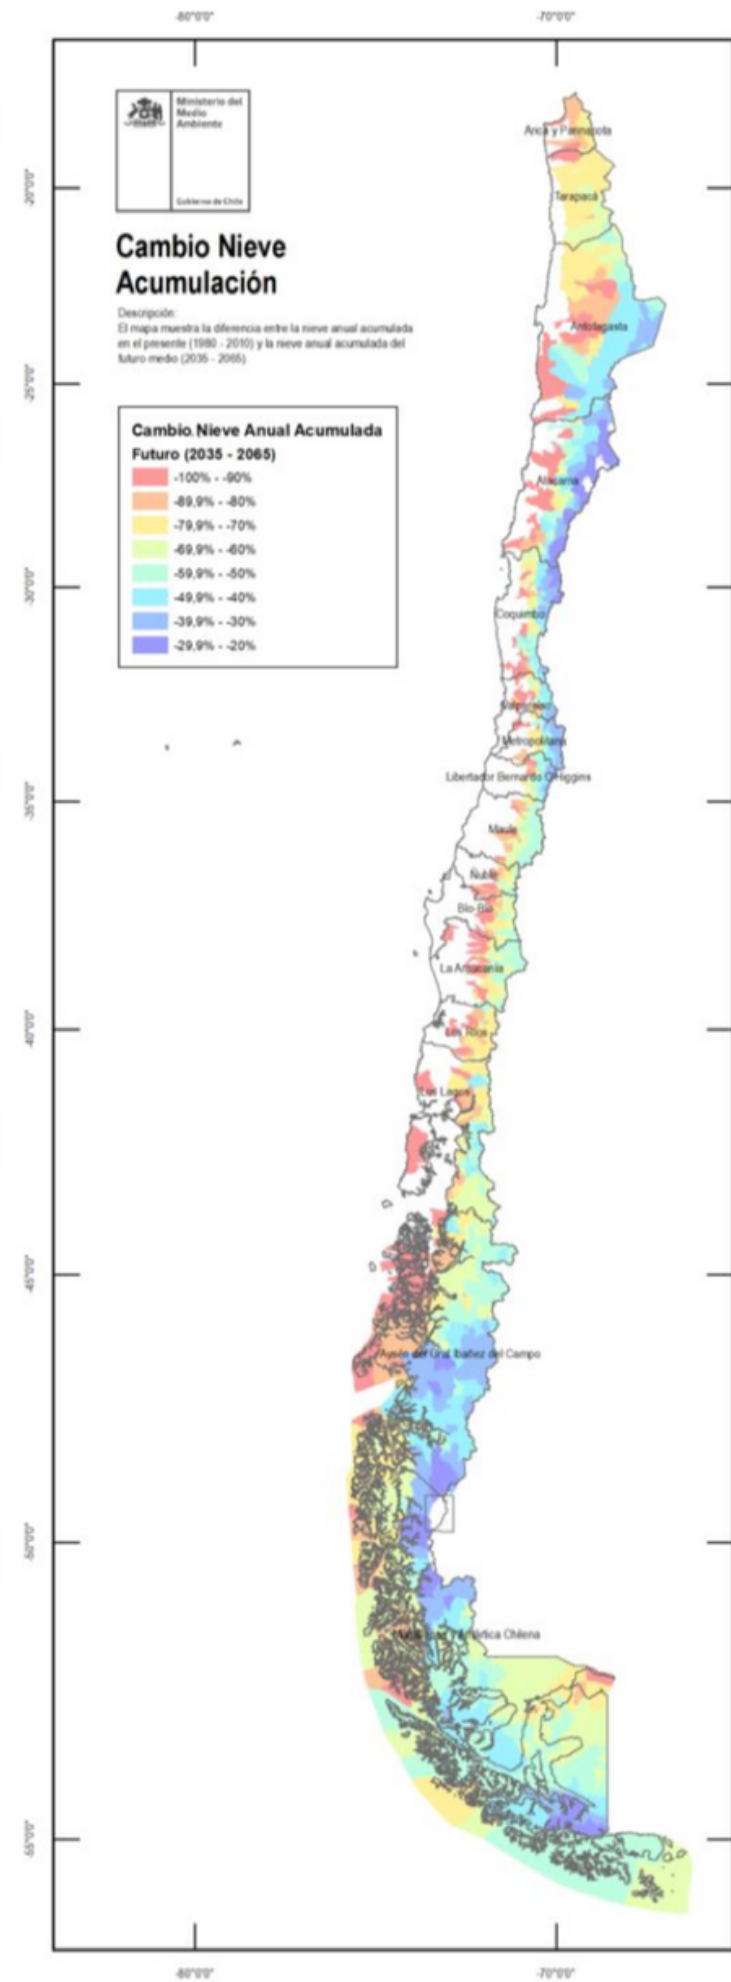 -80°0'0"
-70°0'0"
Ministerio del
Medio
Ambiente
Gobierno de Chile
Cambio Nieve
Acumulación
Descripción:
El mapa muestra la diferencia entre la nieve anual acumulada
en el presente (1980 - 2010) y la nieve anual acumulada del
futuro medio (2035 - 2065)
Cambio Nieve Anual Acumulada
Futuro (2035 - 2065)
-100% - -90%
-89,9% - -80%
-79,9% - -70%
-69,9% - -60%
-59,9% - -50%
-49,9% - -40%
-39,9% - -30%
-29,9% - -20%
Arica y Parinacota
-20°0'0"
Tarapacá
Antofagasta
-25°0'0"
Atacama
-30°0'0"
Coquimbo
Valparaíso
Metropolitana
Libertador Bernardo O'Higgins
-35°0'0"
Maule
Ñuble
Bío-Bío
La Araucanía
-40°0'0"
Los Ríos
Los Lagos
-45°0'0"
Aysén del Gral. Ibañez del Campo
-50°0'0"
Magallanes y Antártica Chilena
-55°0'0"
-80°0'0"
-70°0'0"